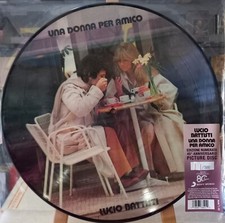 UNA DONNA PER AMICO
LUCIO BATTISTI
LUCIO
BATTISTI
UNA DONNA
PER AMICO
PICTURE DISC